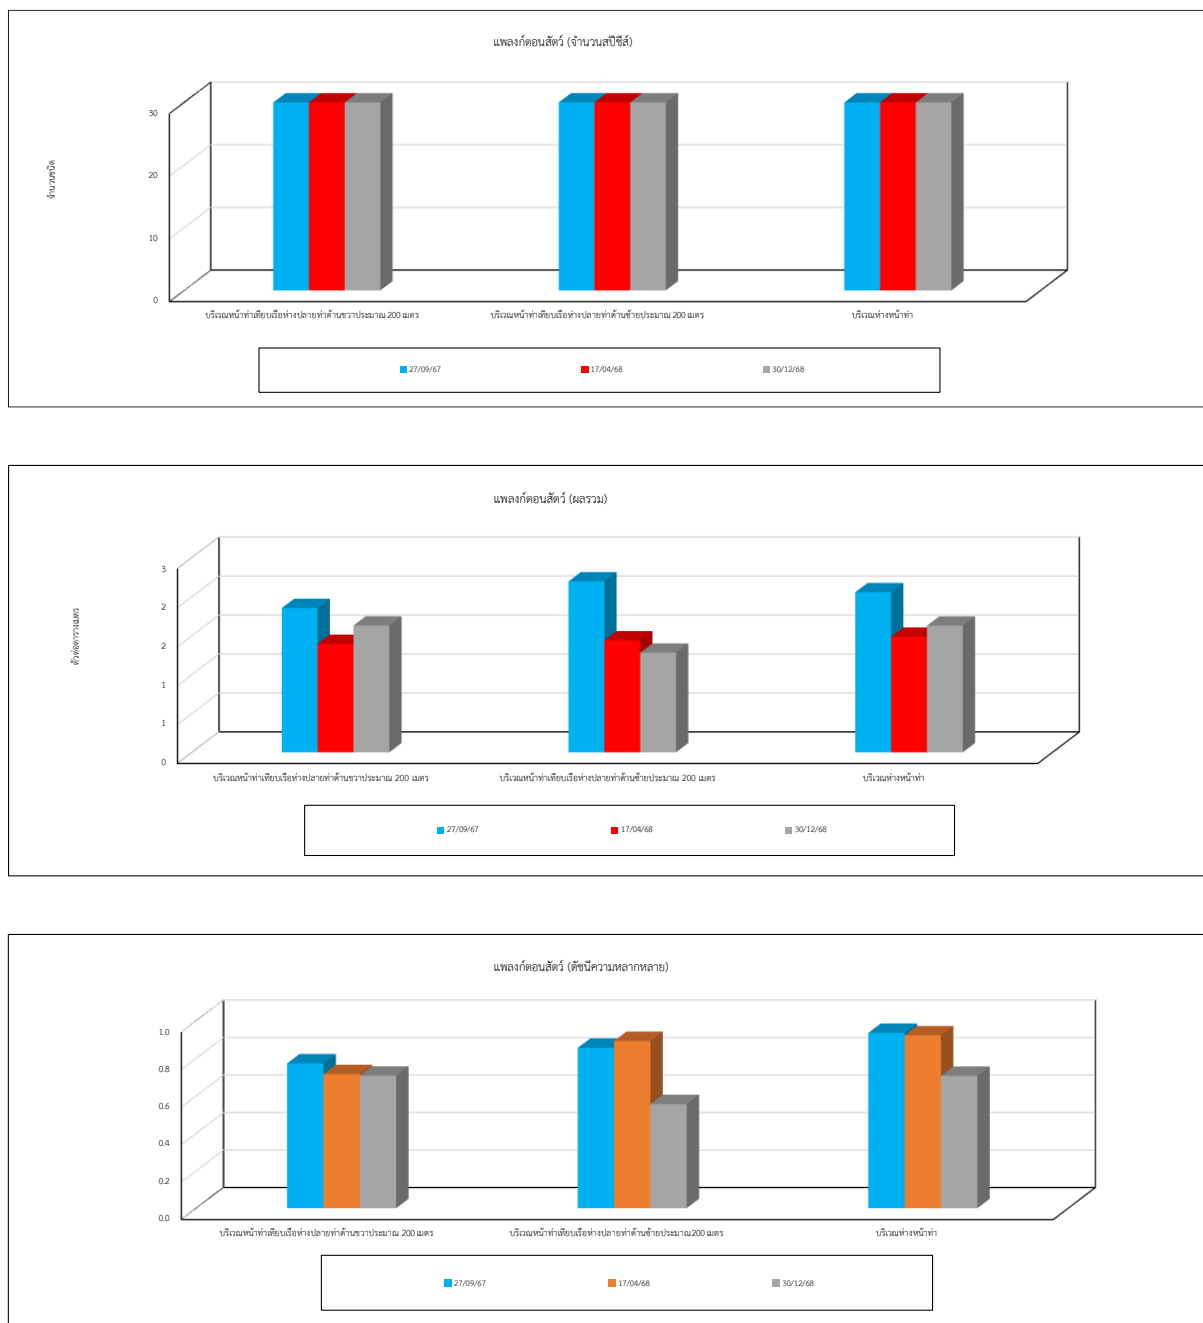 แพลงก์ตอนสัตว์ (จำนวนสปีชีส์)
จำนวนชนิด
30
20
10
0
บริเวณหน้าท่าเทียบเรือห่างปลายท่าด้านขวาประมาณ 200 เมตร บริเวณหน้าท่าเทียบเรือห่างปลายท่าด้านซ้ายประมาณ 200 เมตร บริเวณห่างหน้าท่า
27/09/67 17/04/68 30/12/68
แพลงก์ตอนสัตว์ (ผลรวม)
ตัวต่อตารางเมตร
3
2
2
1
1
0
บริเวณหน้าท่าเทียบเรือห่างปลายท่าด้านขวาประมาณ 200 เมตร บริเวณหน้าท่าเทียบเรือห่างปลายท่าด้านซ้ายประมาณ 200 เมตร บริเวณห่างหน้าท่า
27/09/67 17/04/68 30/12/68
แพลงก์ตอนสัตว์ (ดัชนีความหลากหลาย)
1.0
0.8
0.6
0.4
0.2
0.0
บริเวณหน้าท่าเทียบเรือห่างปลายท่าด้านขวาประมาณ 200 เมตร บริเวณหน้าท่าเทียบเรือห่างปลายท่าด้านซ้ายประมาณ200 เมตร บริเวณห่างหน้าท่า
27/09/67 17/04/68 30/12/68